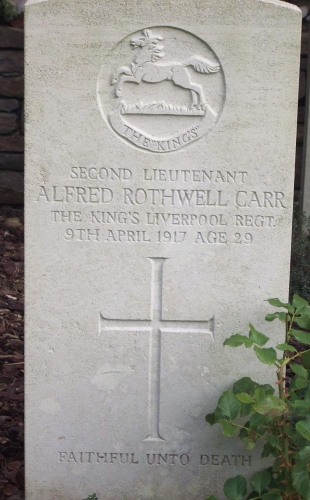 THE "KING'S"
SECOND LIEUTENANT
ALFRED ROTHWELL CARR
THE KING'S LIVERPOOL REGT.
9TH APRIL 1917 AGE 29
FAITHFUL UNTO DEATH